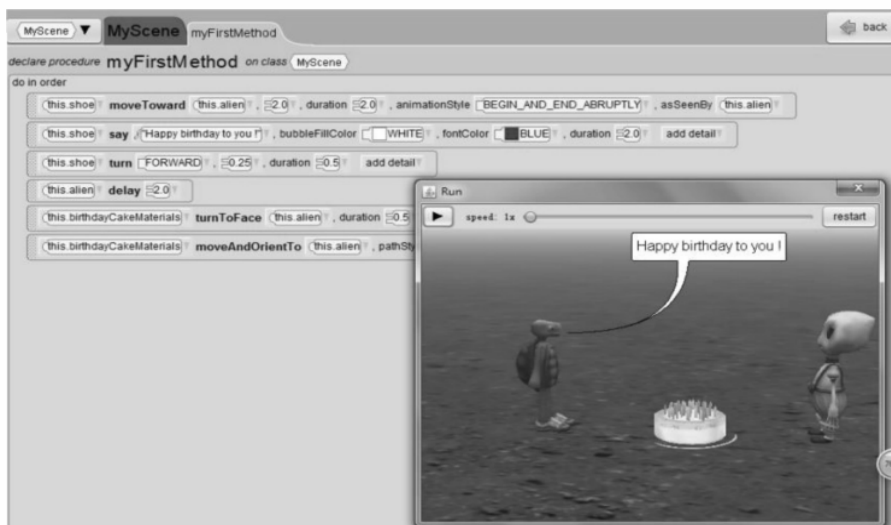 MyScene MyScene myFirstMethod back
declare procedure myFirstMethod on class MyScene
do in order
this.shoe moveToward this.alien , 2.0 , duration 2.0 , animationStyle BEGIN_AND_END_ABRUPTLY , asSeenBy this.alien
this.shoe say "Happy birthday to you !" , bubbleFillColor WHITE , fontColor BLUE , duration 2.0 add detail
this.shoe turn FORWARD , 0.25 , duration 0.5 add detail
this.alien delay 2.0
this.birthdayCakeMaterials turnToFace this.alien , duration 0.5
this.birthdayCakeMaterials moveAndOrientTo this.alien , pathSty
Run
speed: 1x restart
Happy birthday to you !